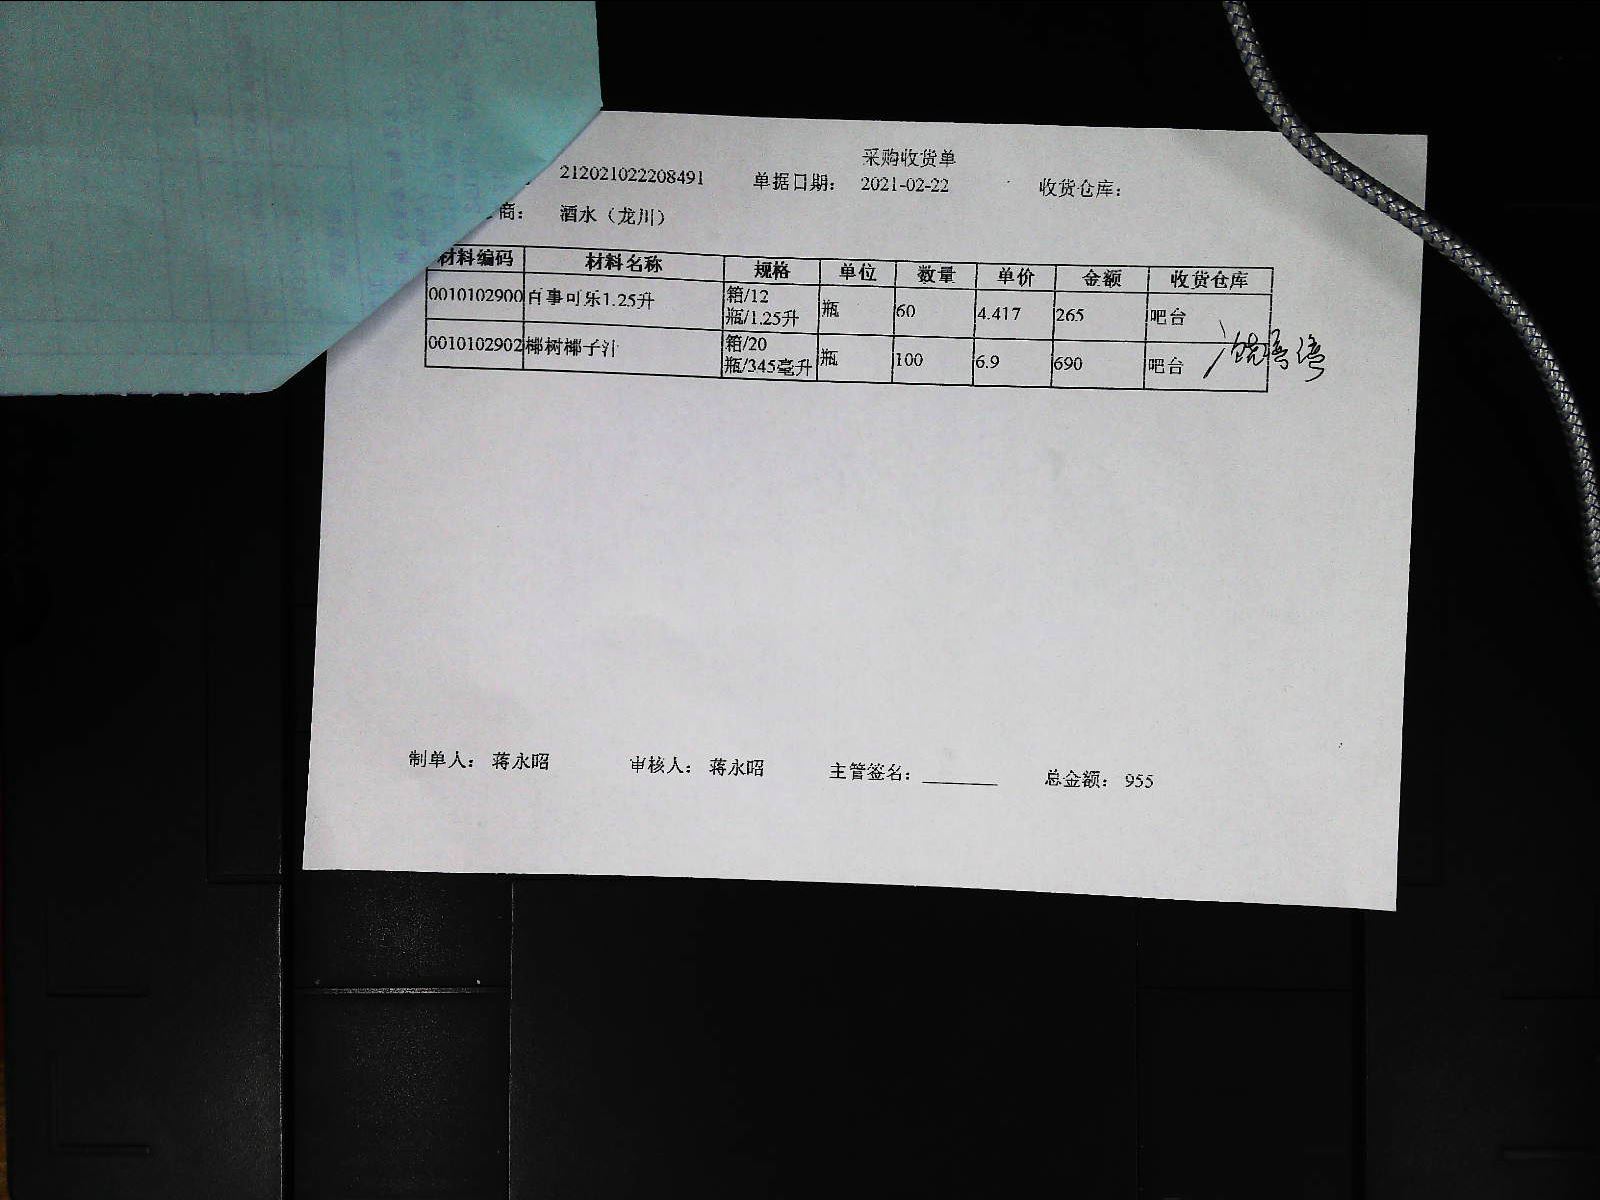 采购收货单
212021022208491 单据日期： 2021-02-22 收货仓库：
商： 酒水（龙川）
材料编码 材料名称 规格 单位 数量 单价 金额 收货仓库
0010102900 百事可乐1.25升 箱/12瓶/1.25升 瓶 60 4.417 265 吧台
0010102902 椰树椰子汁 箱/20瓶/345毫升 瓶 100 6.9 690 吧台
制单人： 蒋永昭 审核人： 蒋永昭 主管签名： 总金额： 955